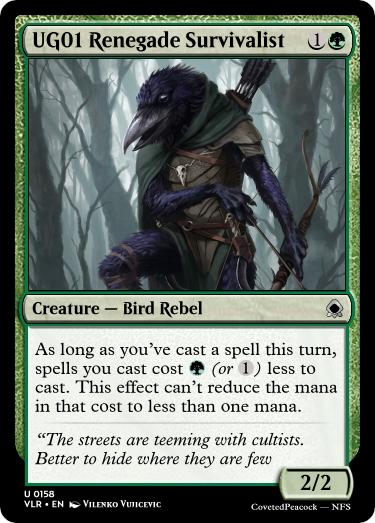 UG01 Renegade Survivalist 1
Creature — Bird Rebel
As long as you've cast a spell this turn,
spells you cast cost (or 1) less to
cast. This effect can't reduce the mana
in that cost to less than one mana.
“The streets are teeming with cultists.
Better to hide where they are few
2/2
U 0158
VLR • EN Vilenko Vujicevic
CovetedPeacock — NFS